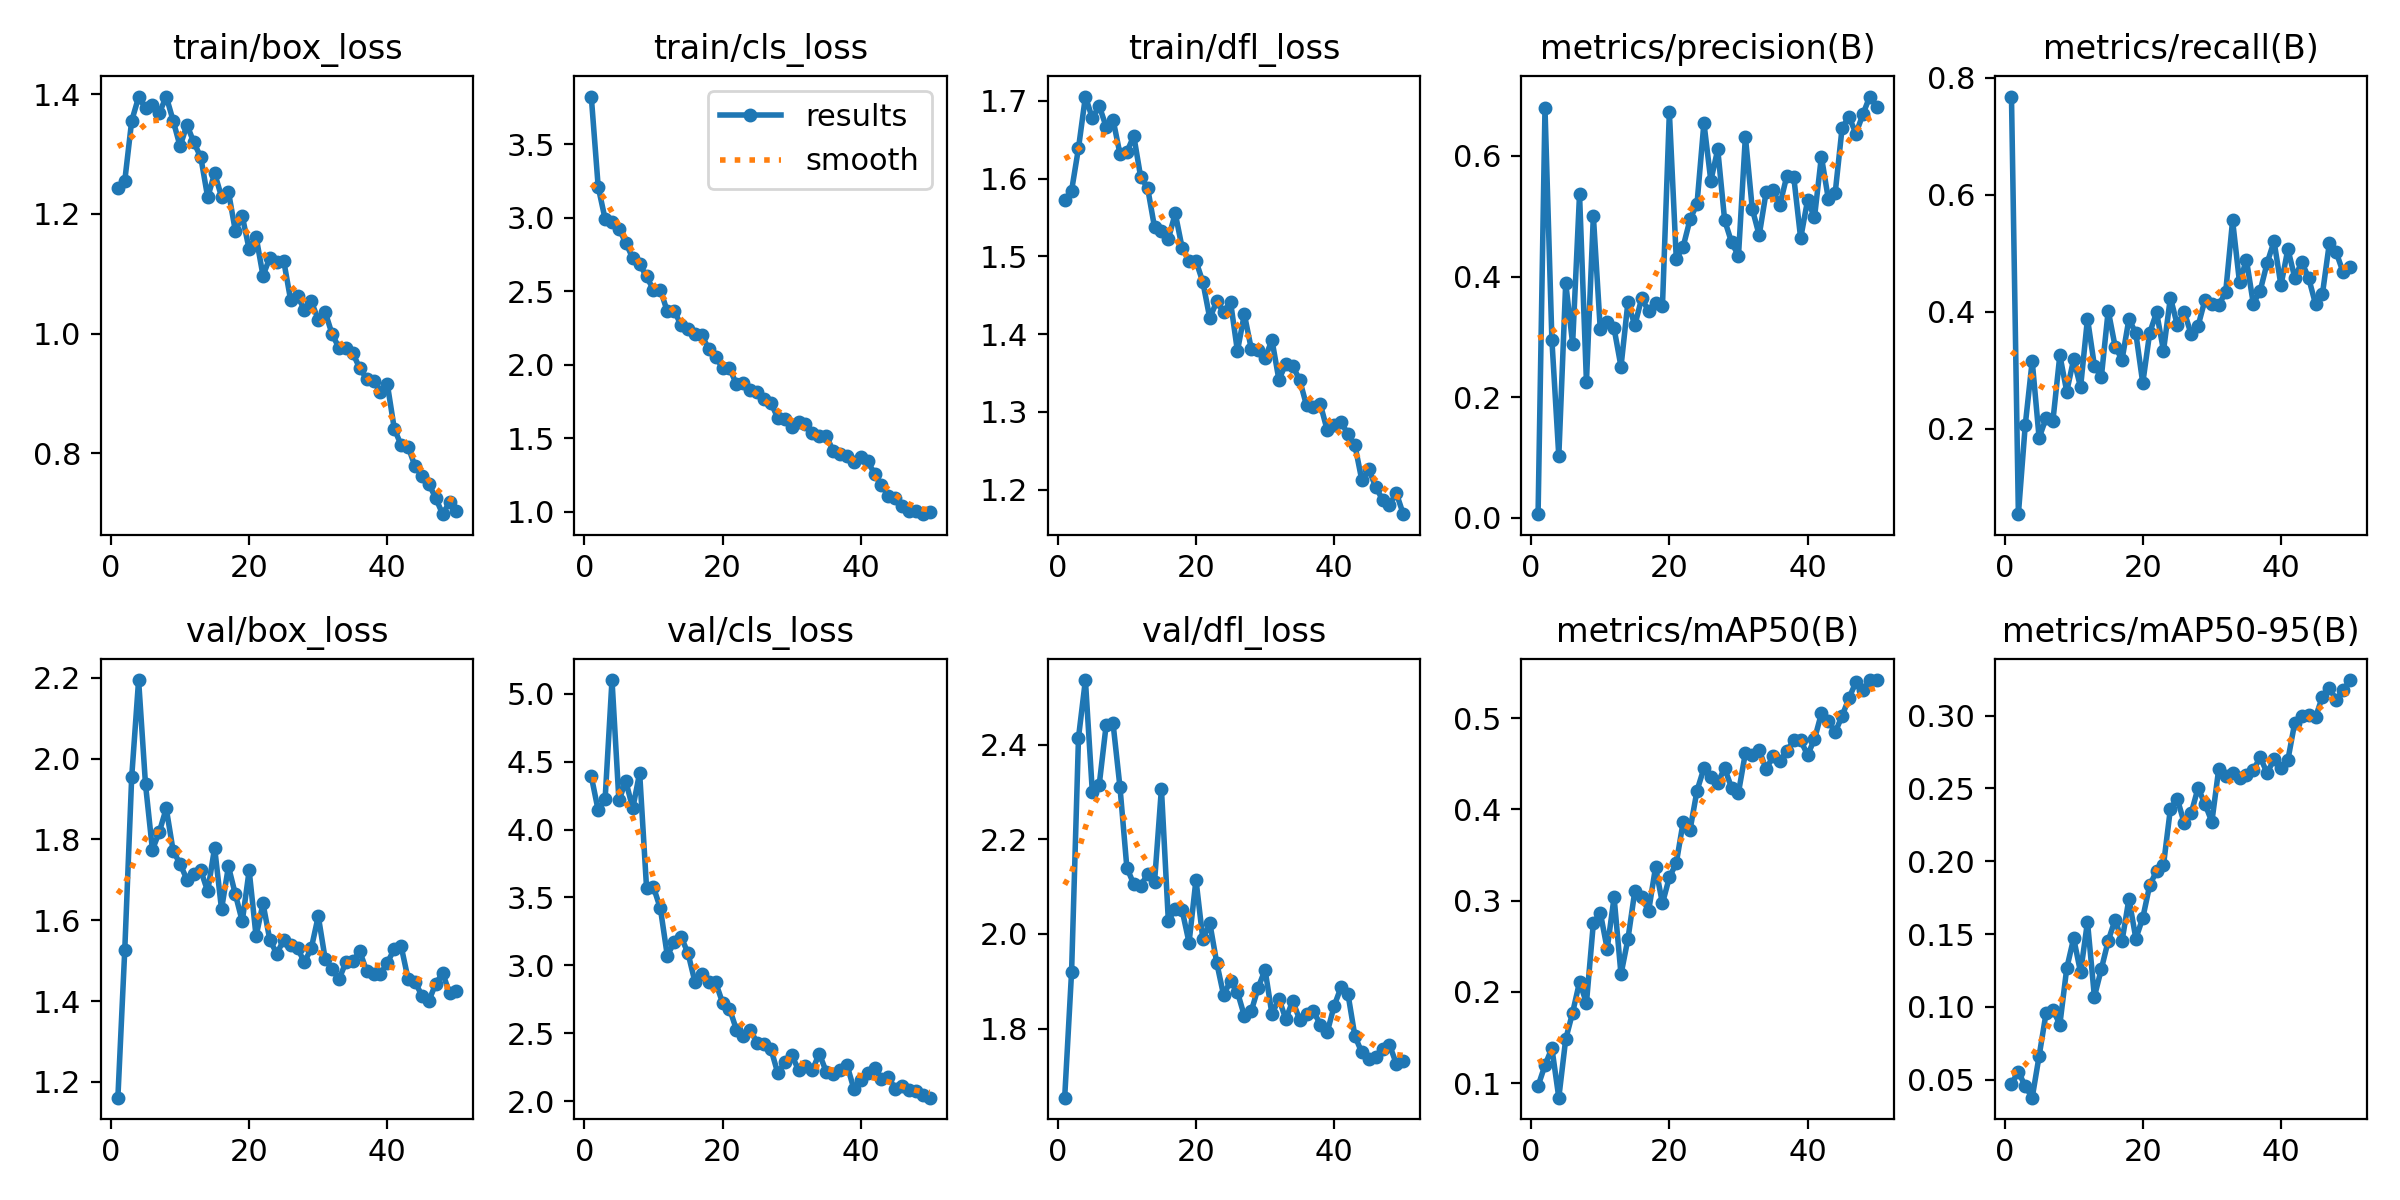 train/box_loss
1.4
1.2
1.0
0.8
0 20 40
train/cls_loss
results
smooth
3.5
3.0
2.5
2.0
1.5
1.0
0 20 40
train/dfl_loss
1.7
1.6
1.5
1.4
1.3
1.2
0 20 40
metrics/precision(B)
0.6
0.4
0.2
0.0
0 20 40
metrics/recall(B)
0.8
0.6
0.4
0.2
0 20 40
val/box_loss
2.2
2.0
1.8
1.6
1.4
1.2
0 20 40
val/cls_loss
5.0
4.5
4.0
3.5
3.0
2.5
2.0
0 20 40
val/dfl_loss
2.4
2.2
2.0
1.8
0 20 40
metrics/mAP50(B)
0.5
0.4
0.3
0.2
0.1
0 20 40
metrics/mAP50-95(B)
0.30
0.25
0.20
0.15
0.10
0.05
0 20 40